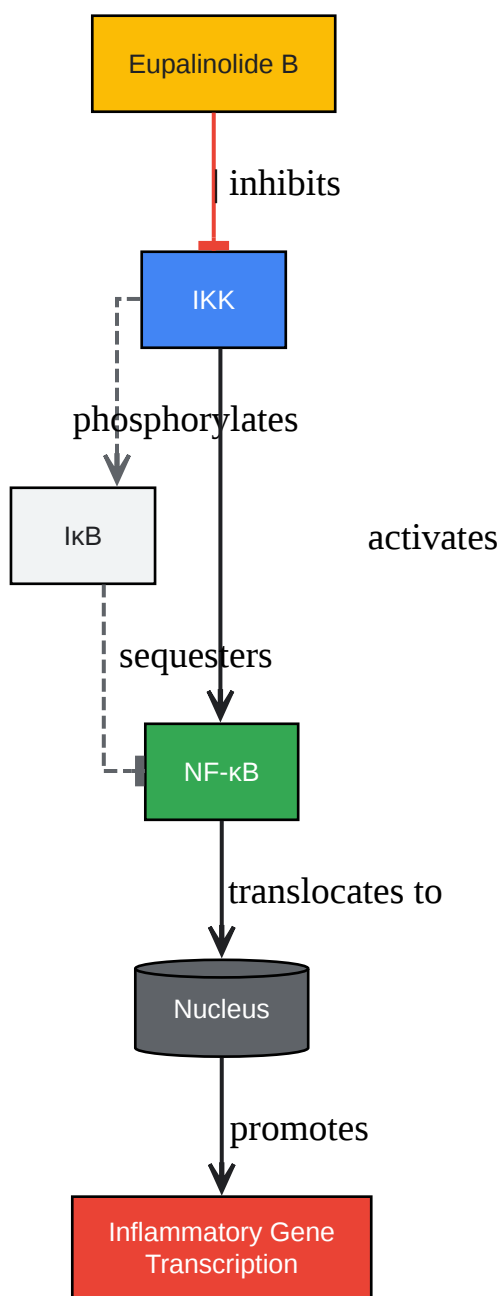 Eupalinolide B
inhibits
IKK
phosphorylates
IκB
activates
sequesters
NF-κB
translocates to
Nucleus
promotes
Inflammatory Gene
Transcription